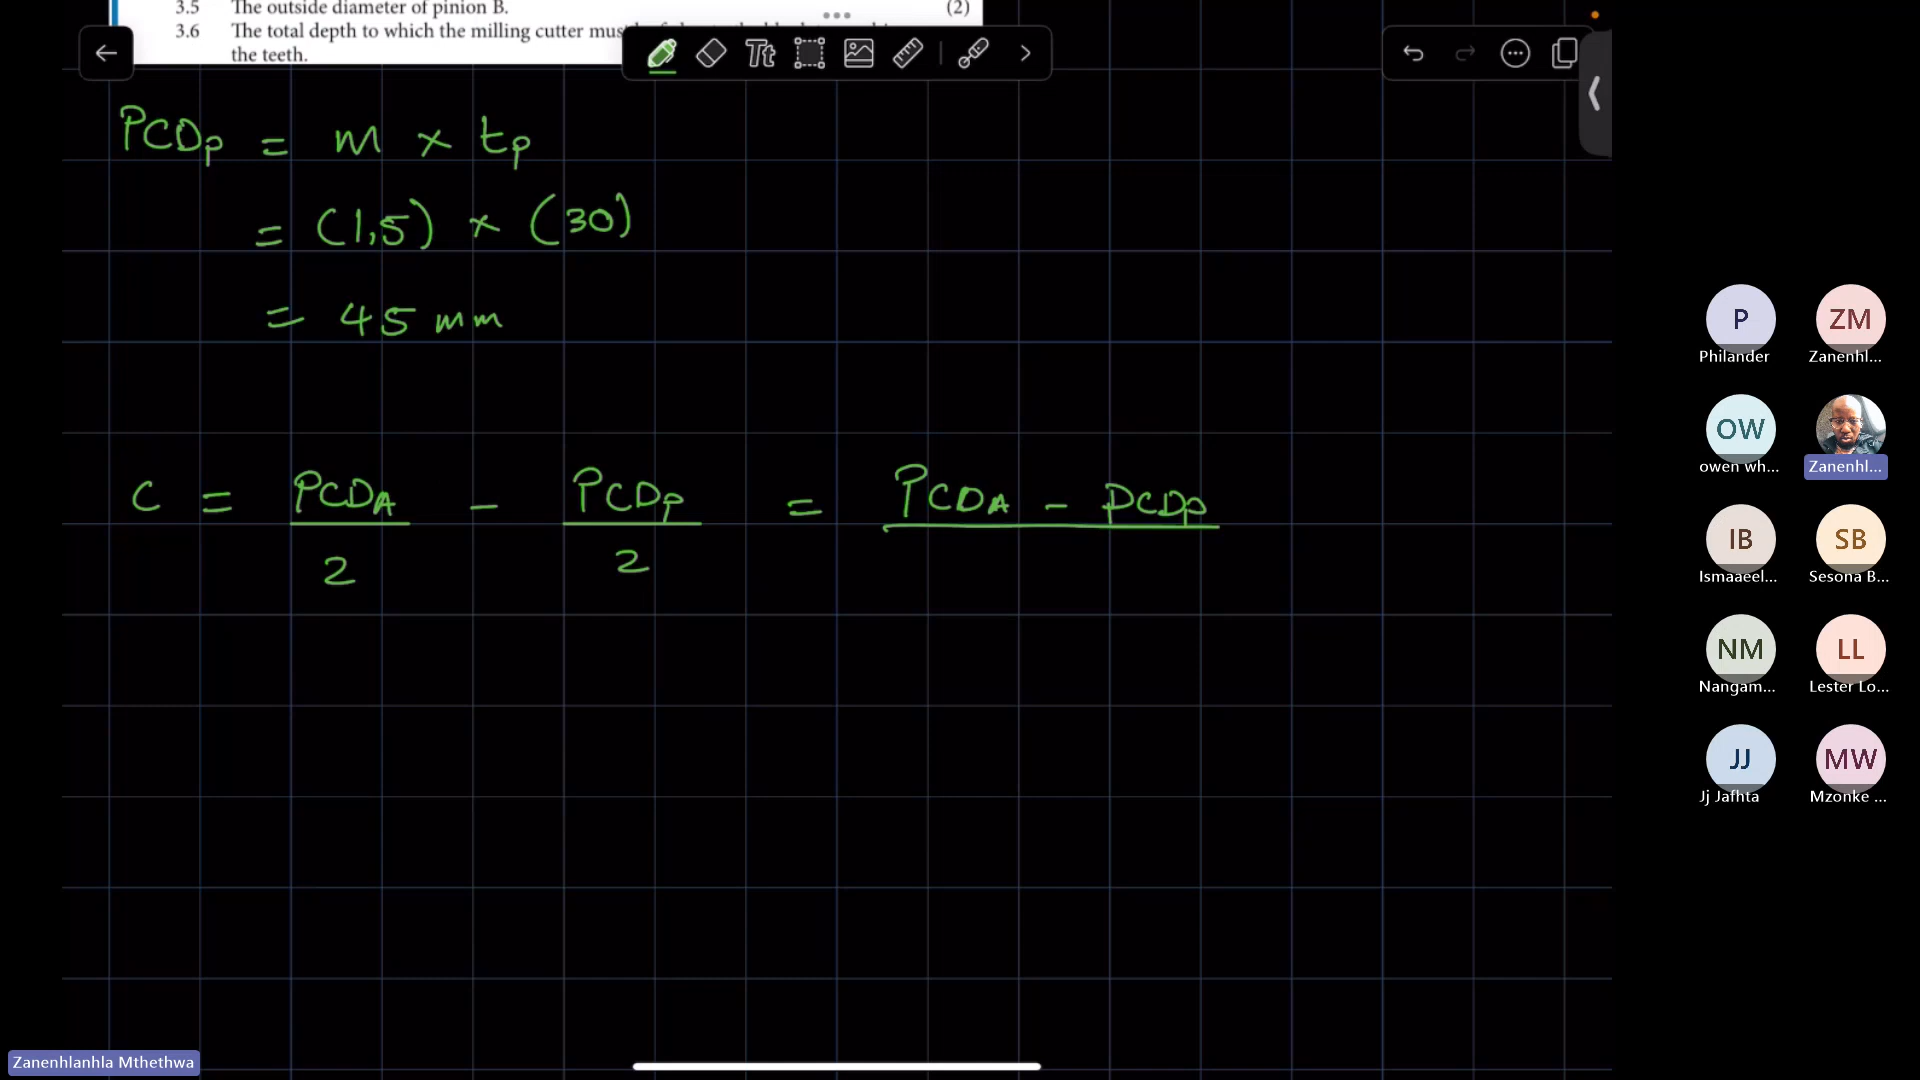 3.5 The outside diameter of pinion B. (2)
3.6 The total depth to which the milling cutter
the teeth.
Tt
PCDp = m × tp
= (1,5) × (30)
= 45 mm
C = PCDA/2 - PCDp/2 = PCDA - PCDp
P ZM
Philander Zanenhl...
OW
owen wh... Zanenhl...
IB SB
Ismaaeel... Sesona B...
NM LL
Nangam... Lester Lo...
JJ MW
Jj Jafhta Mzonke ...
Zanenhlanhla Mthethwa